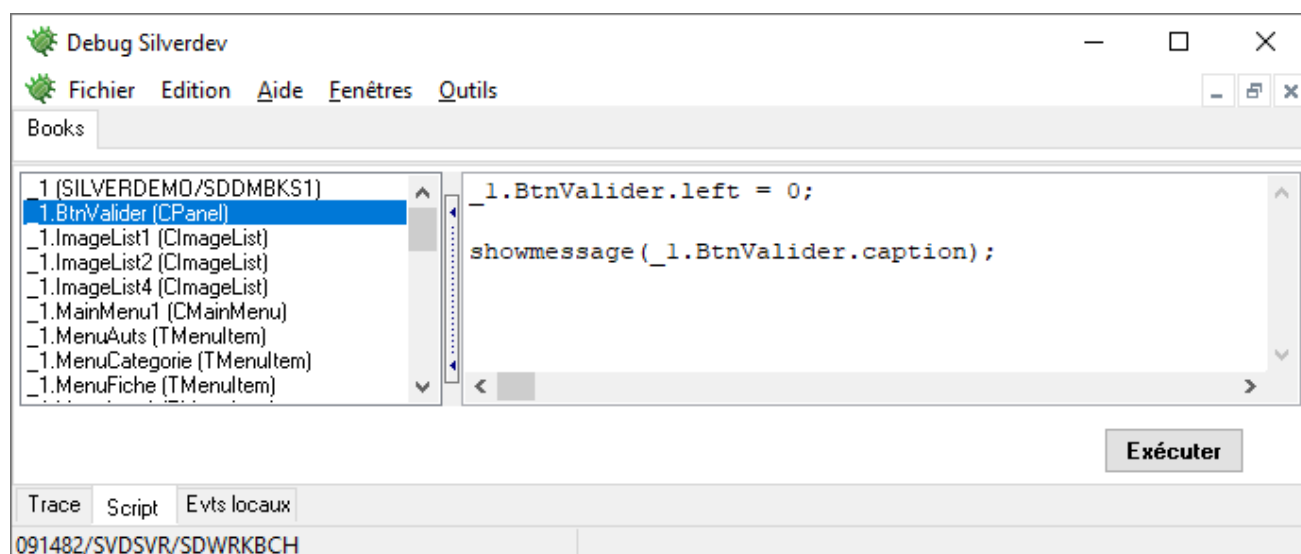 Debug Silverdev
Fichier Edition Aide Fenêtres Outils
Books
_1 (SILVERDEMO/SDDMBKS1)
_1.BtnValider (CPanel)
_1.ImageList1 (CImageList)
_1.ImageList2 (CImageList)
_1.ImageList4 (CImageList)
_1.MainMenu1 (CMainMenu)
_1.MenuAuts (TMenuItem)
_1.MenuCategorie (TMenuItem)
_1.MenuFiche (TMenuItem)
_1.BtnValider.left = 0;
showmessage(_1.BtnValider.caption);
Exécuter
Trace Script Evts locaux
091482/SVDSVR/SDWRKBCH